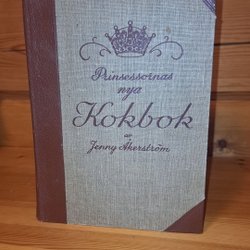 Prinsessornas
nya
Kokbok
av
Jenny Åkerström